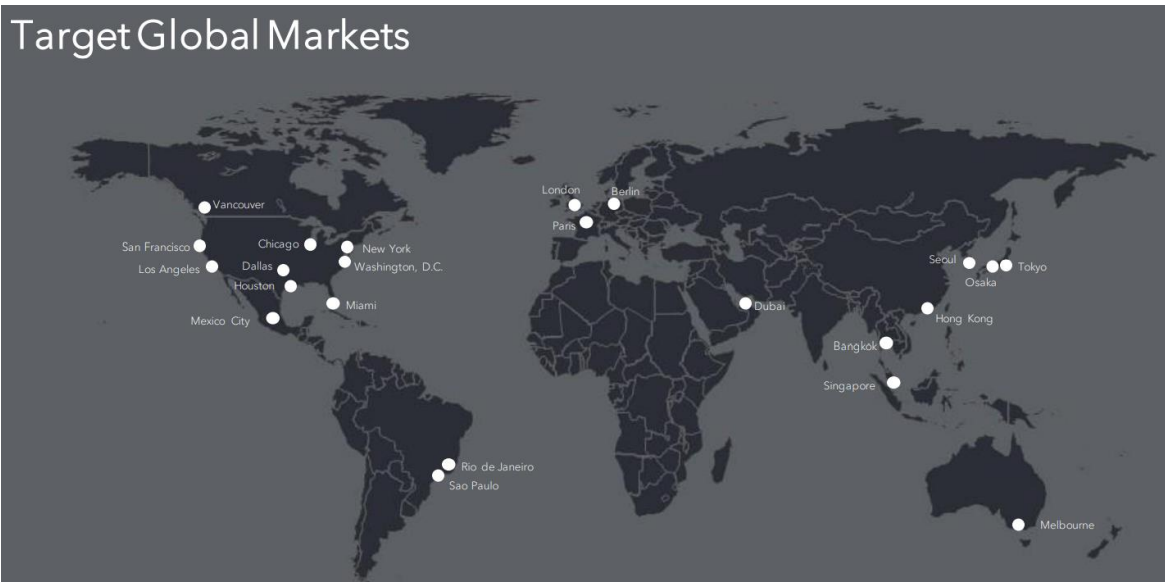 Target Global Markets
London
Berlin
Vancouver
Paris
San Francisco
Chicago
New York
Seoul
Los Angeles
Dallas
Washington, D.C.
Tokyo
Houston
Osaka
Miami
Dubai
Mexico City
Hong Kong
Bangkok
Singapore
Rio de Janeiro
Sao Paulo
Melbourne